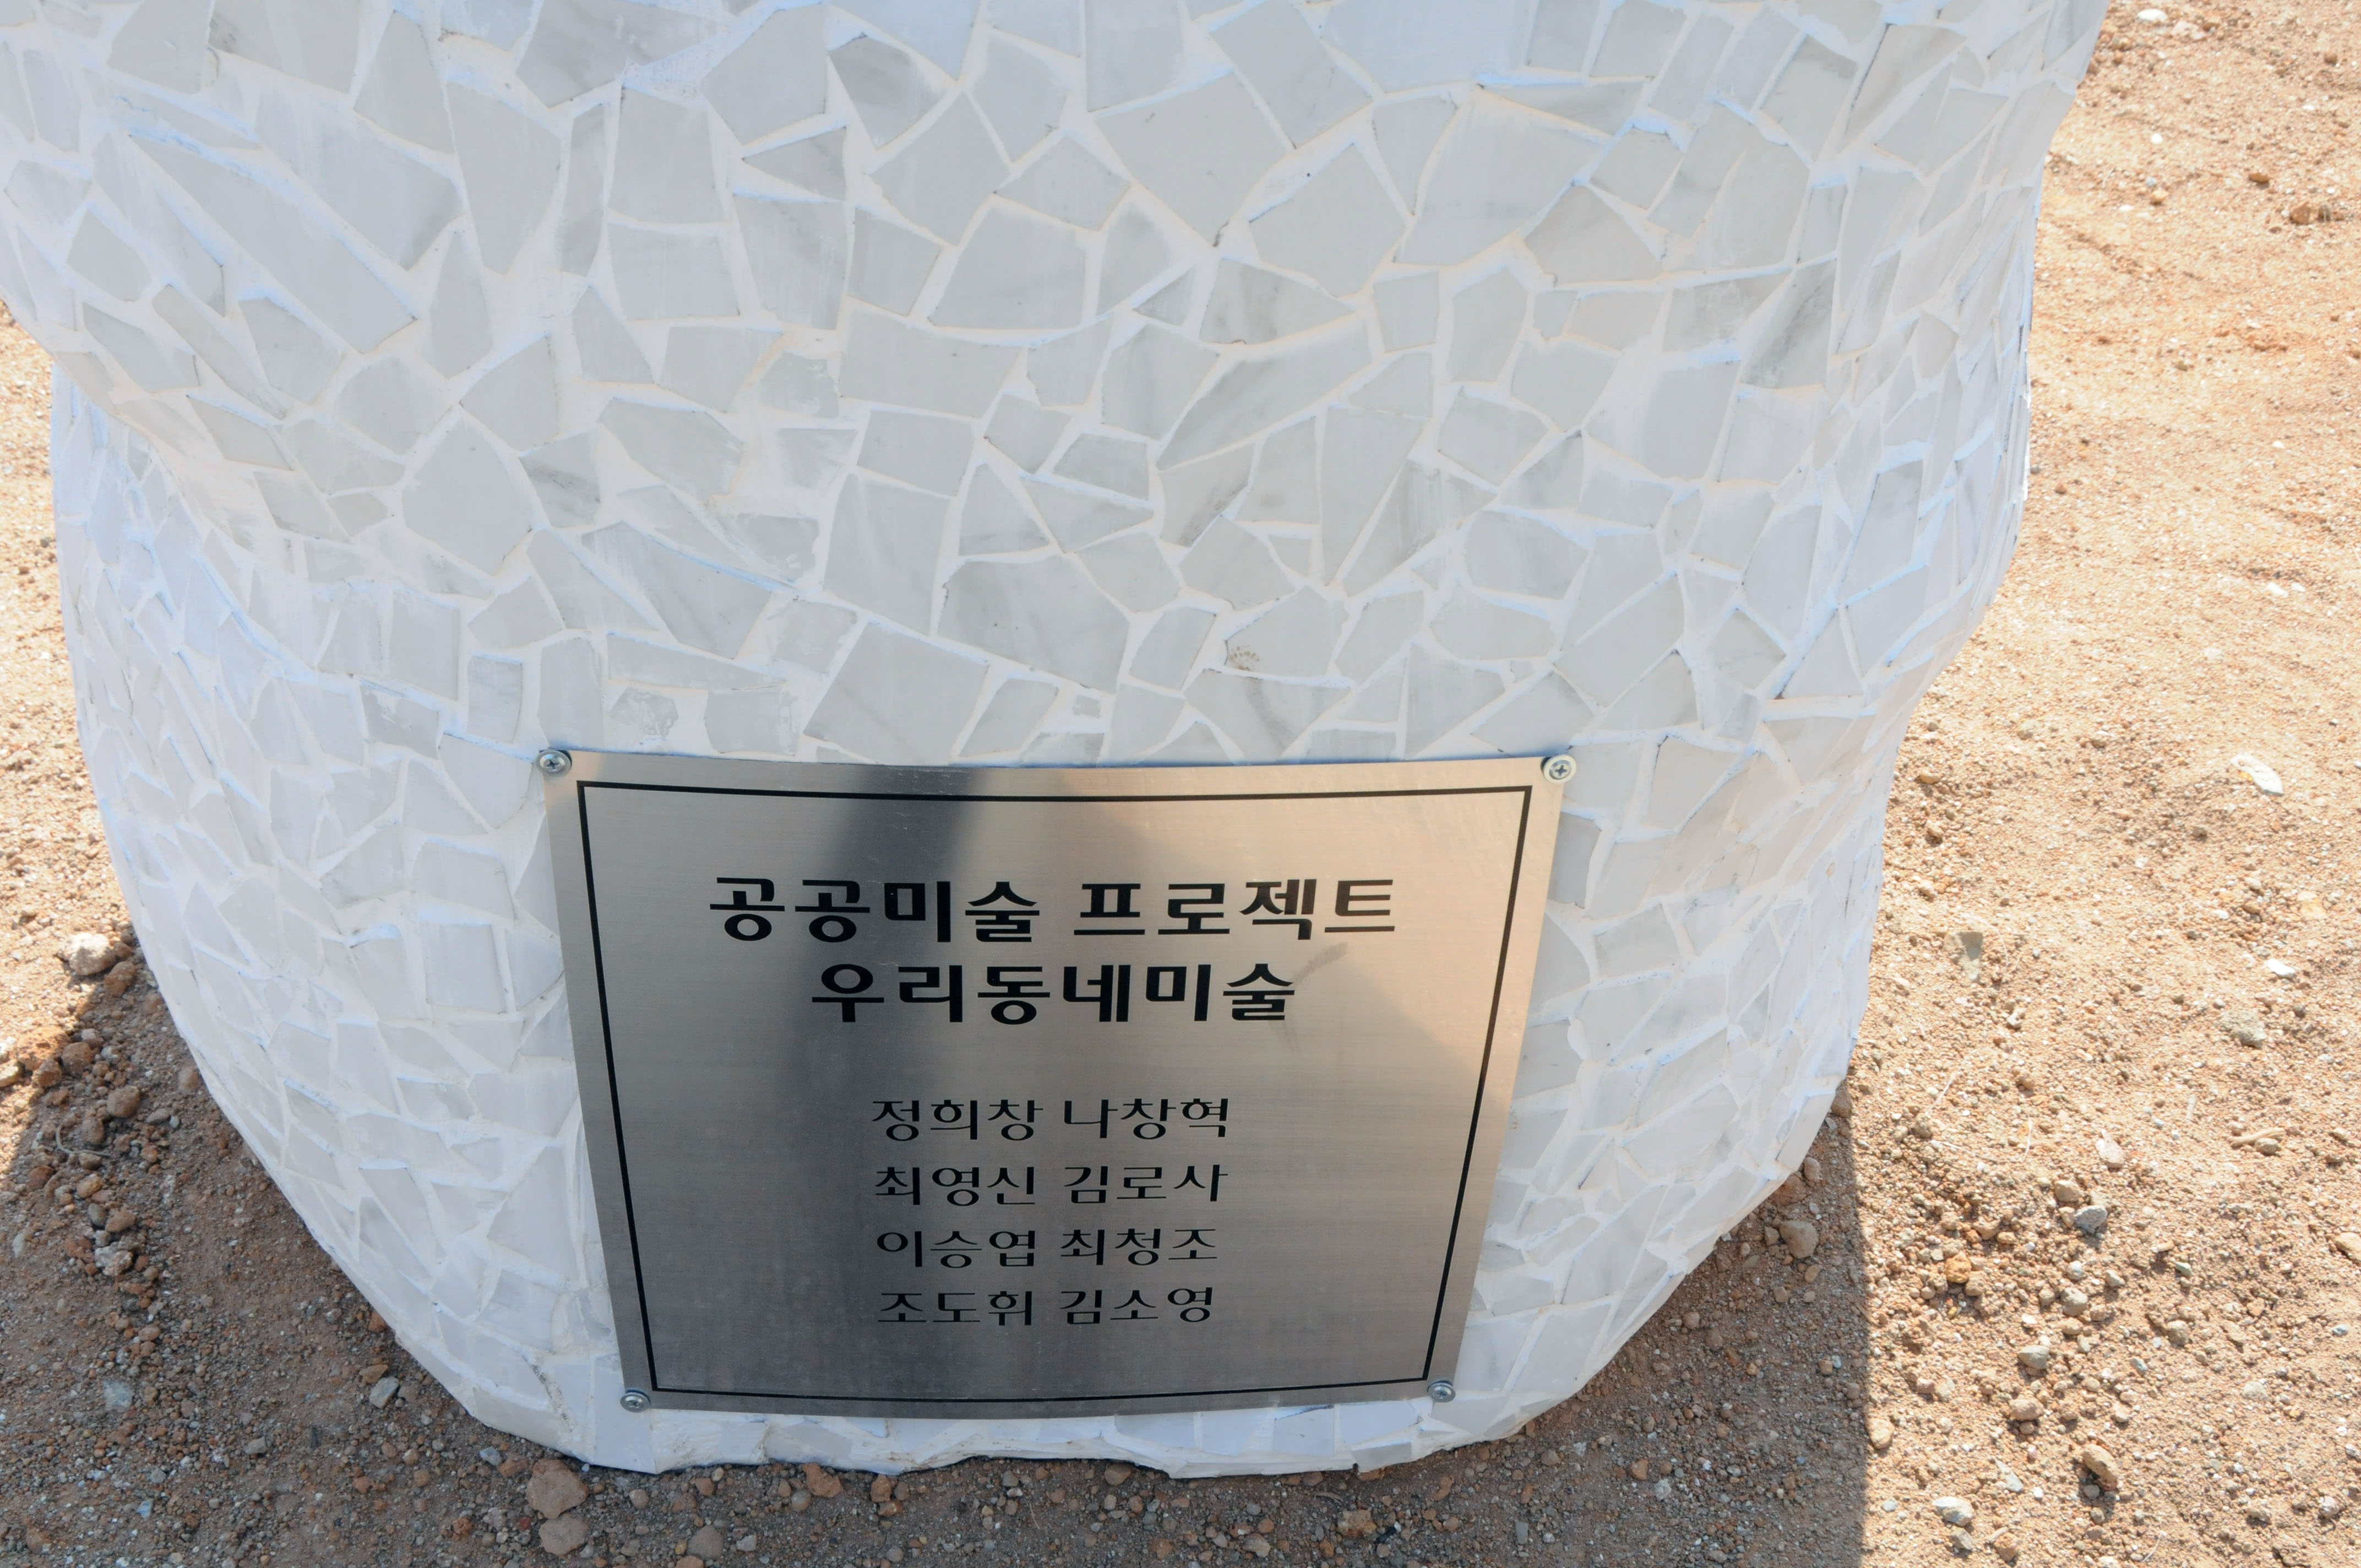 공공미술 프로젝트
우리동네미술
정희창 나창혁
최영신 김로사
이승엽 최청조
조도휘 김소영